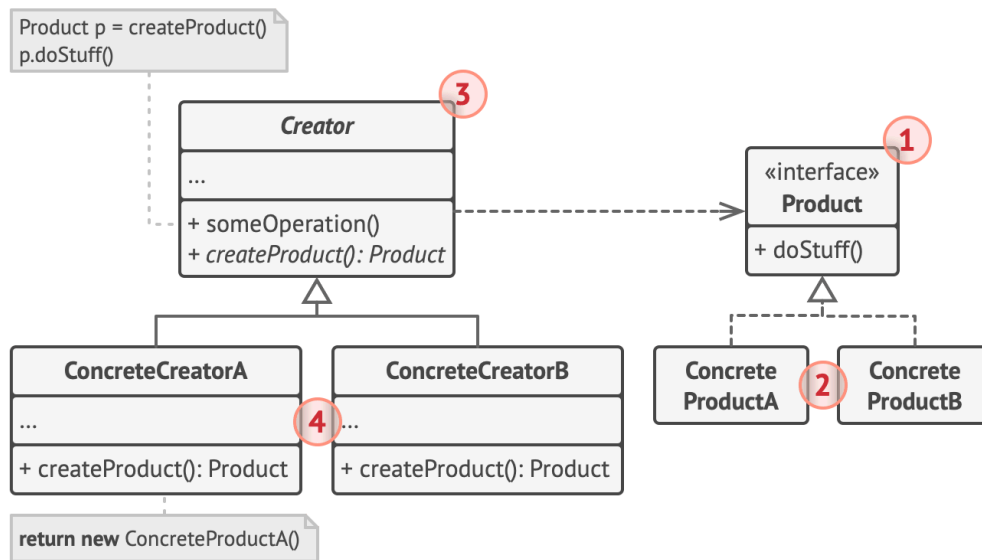 Product p = createProduct()
p.doStuff()
3
Creator
...
+ someOperation()
+ createProduct(): Product
1
«interface»
Product
+ doStuff()
ConcreteCreatorA
...
+ createProduct(): Product
4
ConcreteCreatorB
...
+ createProduct(): Product
Concrete
ProductA
2
Concrete
ProductB
return new ConcreteProductA()